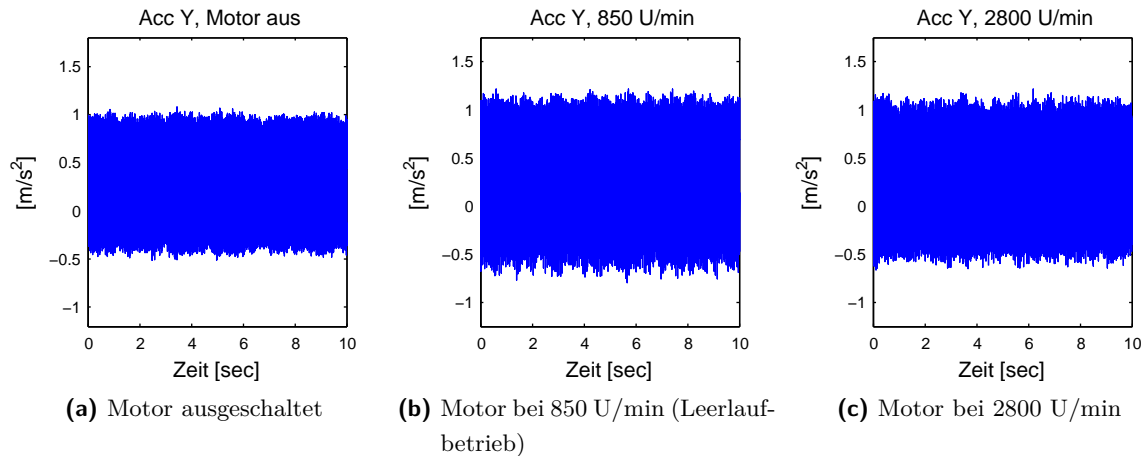 Acc Y, Motor aus
1.5
1
0.5
0
−0.5
−1
[m/s²]
0 2 4 6 8 10
Zeit [sec]
(a) Motor ausgeschaltet
Acc Y, 850 U/min
1.5
1
0.5
0
−0.5
−1
[m/s²]
0 2 4 6 8 10
Zeit [sec]
(b) Motor bei 850 U/min (Leerlauf-
betrieb)
Acc Y, 2800 U/min
1.5
1
0.5
0
−0.5
−1
[m/s²]
0 2 4 6 8 10
Zeit [sec]
(c) Motor bei 2800 U/min